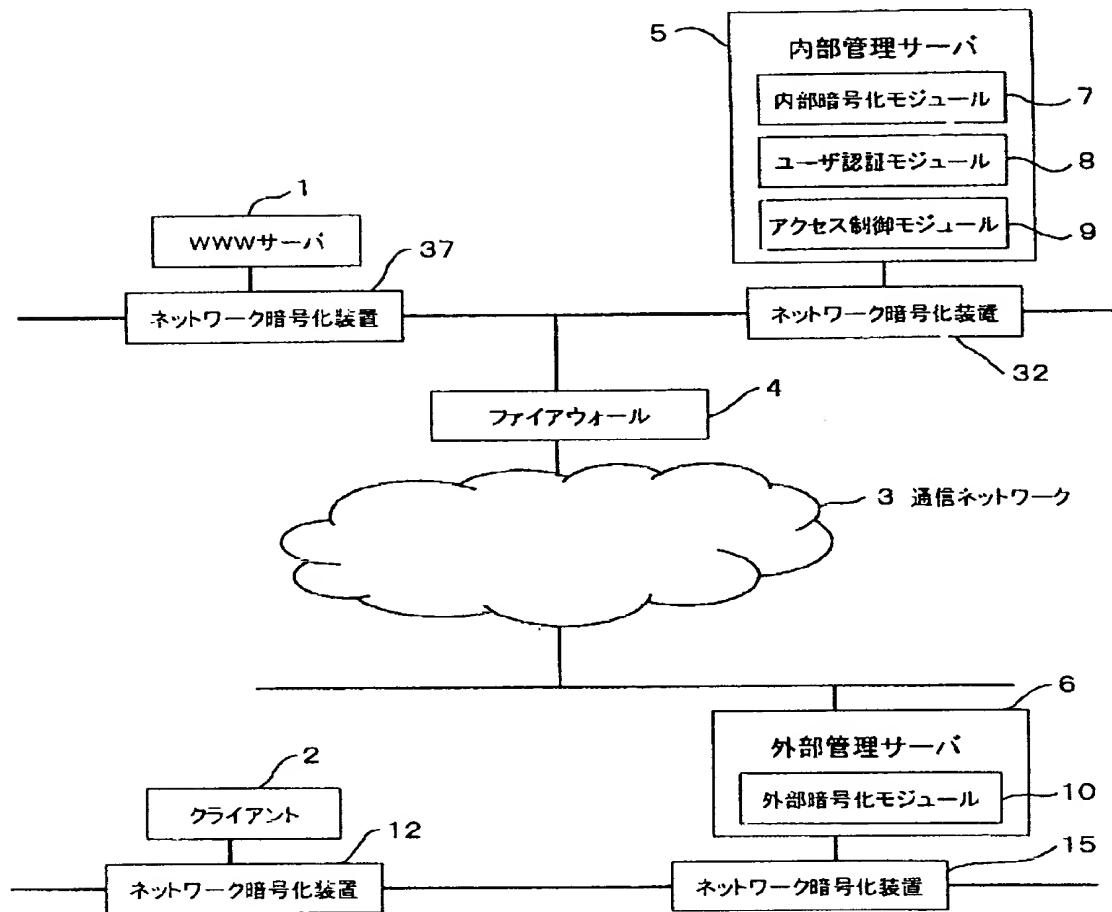 5
内部管理サーバ
内部暗号化モジュール
7
ユーザ認証モジュール
8
アクセス制御モジュール
9
1
WWWサーバ
37
ネットワーク暗号化装置
ネットワーク暗号化装置
32
4
ファイアウォール
3 通信ネットワーク
6
外部管理サーバ
外部暗号化モジュール
10
2
クライアント
12
15
ネットワーク暗号化装置
ネットワーク暗号化装置